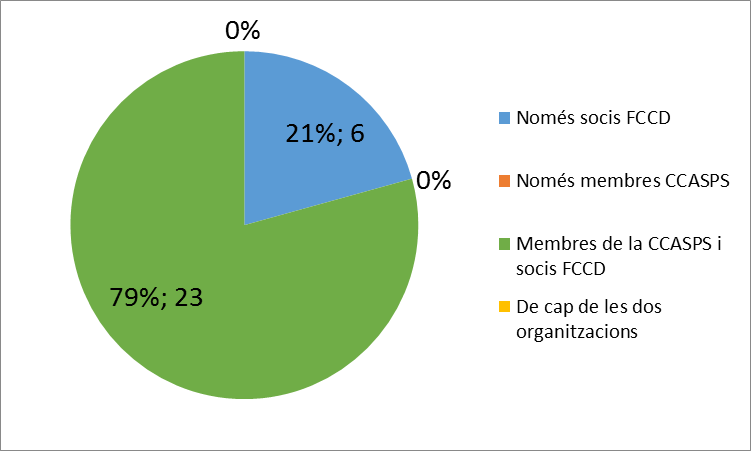 0%
21%; 6
0%
79%; 23
Només socis FCCD
Només membres CCASPS
Membres de la CCASPS i
socis FCCD
De cap de les dos
organitzacions